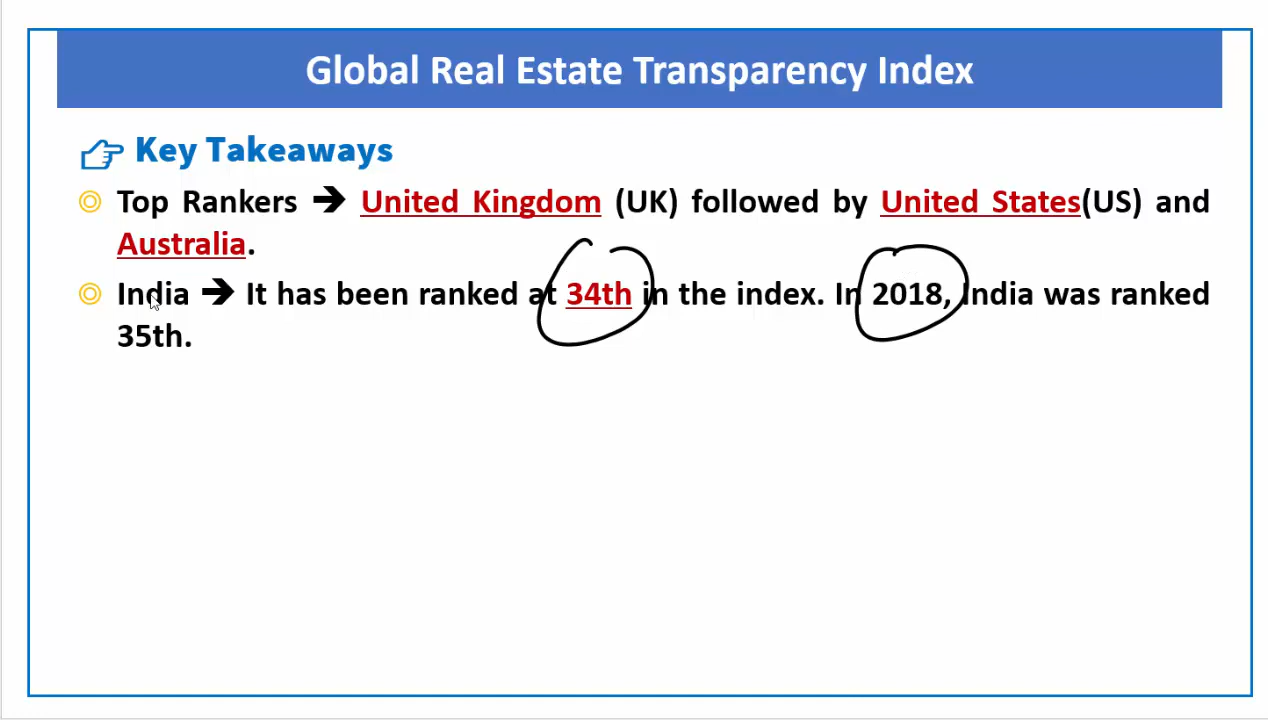 Global Real Estate Transparency Index
Key Takeaways
Top Rankers ➔ United Kingdom (UK) followed by United States(US) and
Australia.
India ➔ It has been ranked at 34th in the index. In 2018, India was ranked
35th.